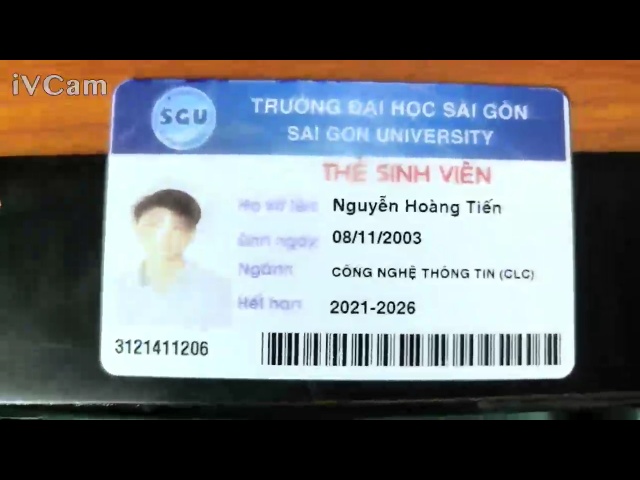 iVCam
SGU
TRƯỜNG ĐẠI HỌC SÀI GÒN
SAI GON UNIVERSITY
THẺ SINH VIÊN
Họ và tên: Nguyễn Hoàng Tiến
Sinh ngày: 08/11/2003
Ngành CÔNG NGHỆ THÔNG TIN (CLC)
Hết hạn: 2021-2026
3121411206